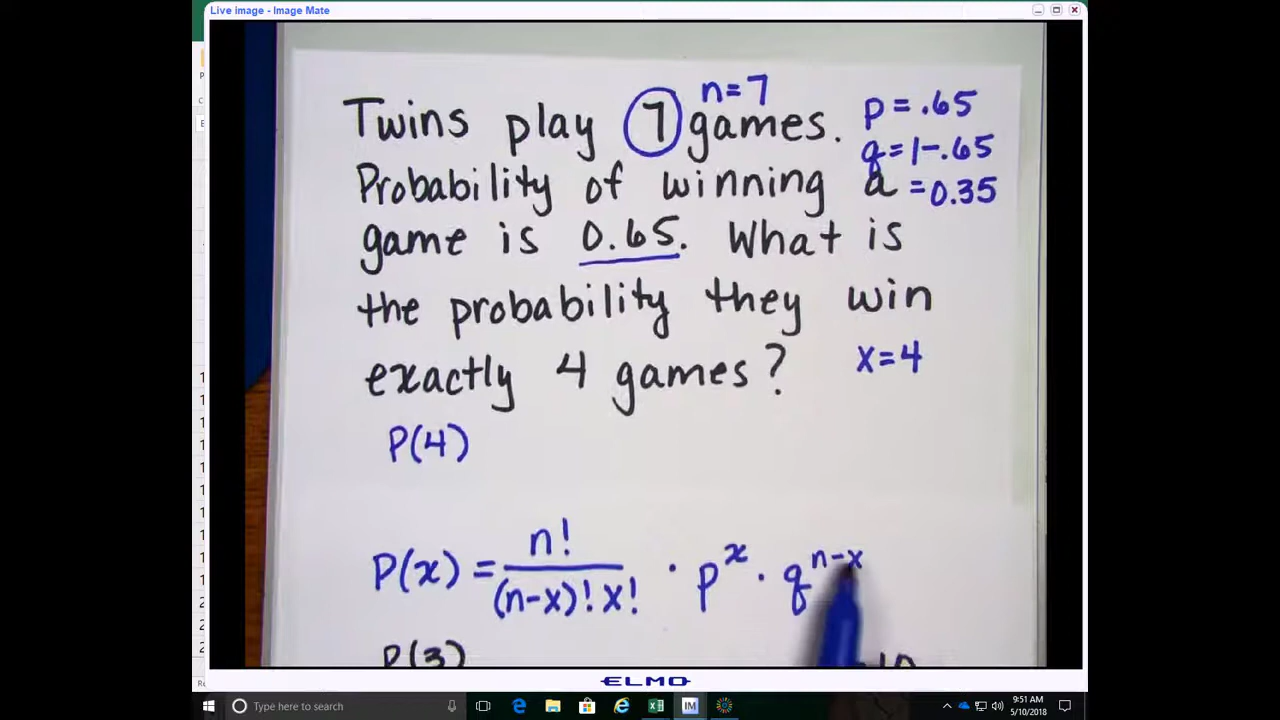 Live image - Image Mate
n=7
Twins play 7 games.
p = .65
q = 1-.65
Probability of winning a
= 0.35
game is 0.65. What is
the probability they win
exactly 4 games?
x=4
P(4)
P(x) = n!/(n-x)! x! · p^x · q^n-x
P(3)
ELMO
Type here to search
9:51 AM
5/10/2018